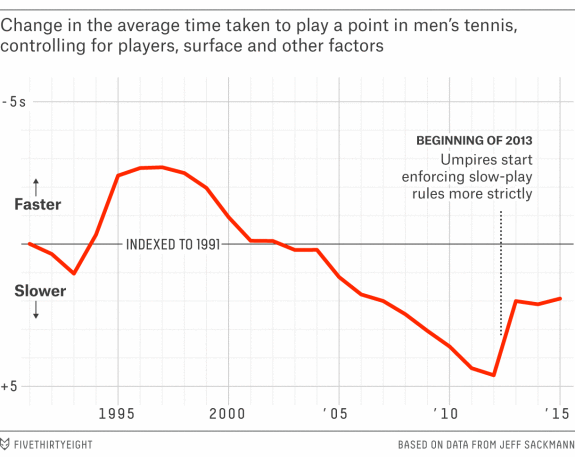 Change in the average time taken to play a point in men's tennis,
controlling for players, surface and other factors
-5s
BEGINNING OF 2013
Umpires start
enforcing slow-play
rules more strictly
Faster
INDEXED TO 1991
Slower
+5
1995 2000 '05 '10 '15
FIVETHIRTYEIGHT
BASED ON DATA FROM JEFF SACKMANN